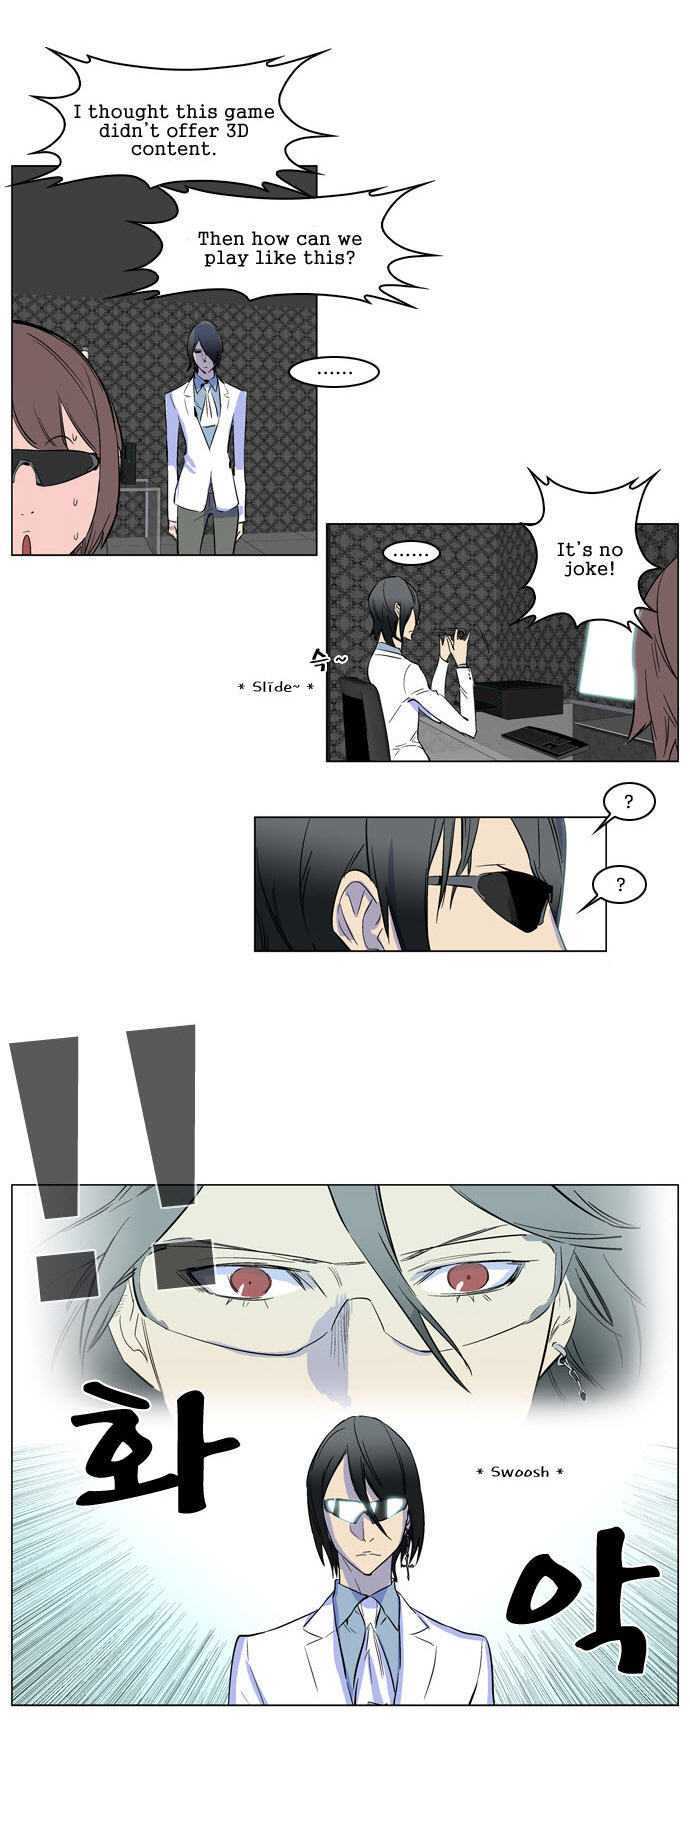 I thought this game
didn't offer 3D
content.
Then how can we
play like this?
......
......
It's no
joke!
슥~
* Slide~ *
?
?
!!
화
* Swoosh *
악